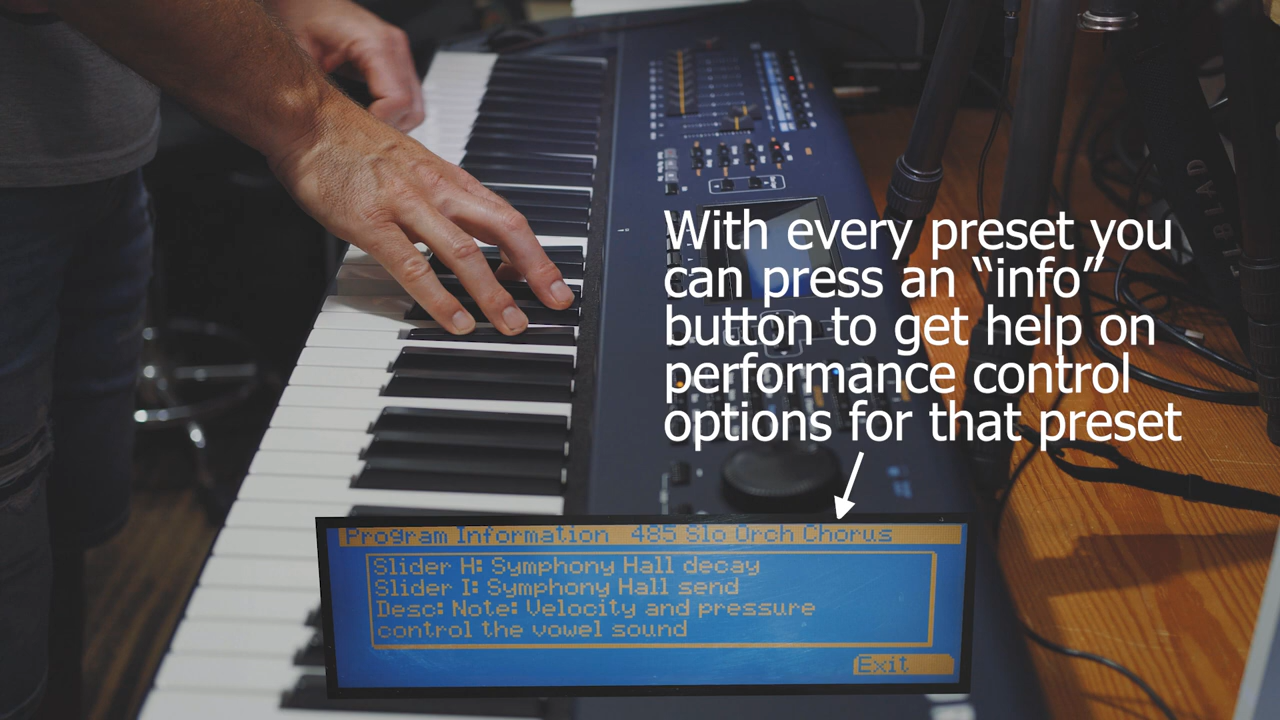 With every preset you
can press an “info”
button to get help on
performance control
options for that preset
Program Information 485 Slo Orch Chorus
Slider H: Symphony Hall decay
Slider I: Symphony Hall send
Desc: Note: Velocity and pressure
control the vowel sound
Exit